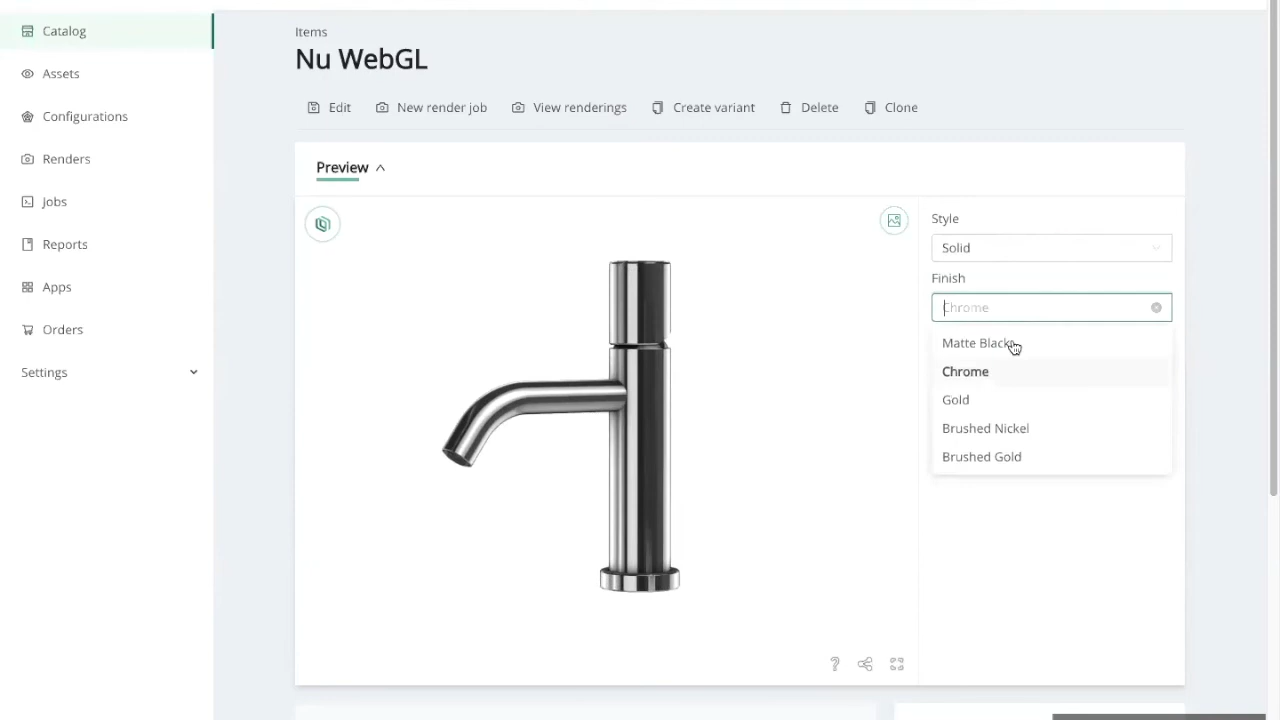 Catalog
Assets
Configurations
Renders
Jobs
Reports
Apps
Orders
Settings
Items
Nu WebGL
Edit
New render job
View renderings
Create variant
Delete
Clone
Preview
Style
Solid
Finish
Chrome
Matte Black
Chrome
Gold
Brushed Nickel
Brushed Gold
?